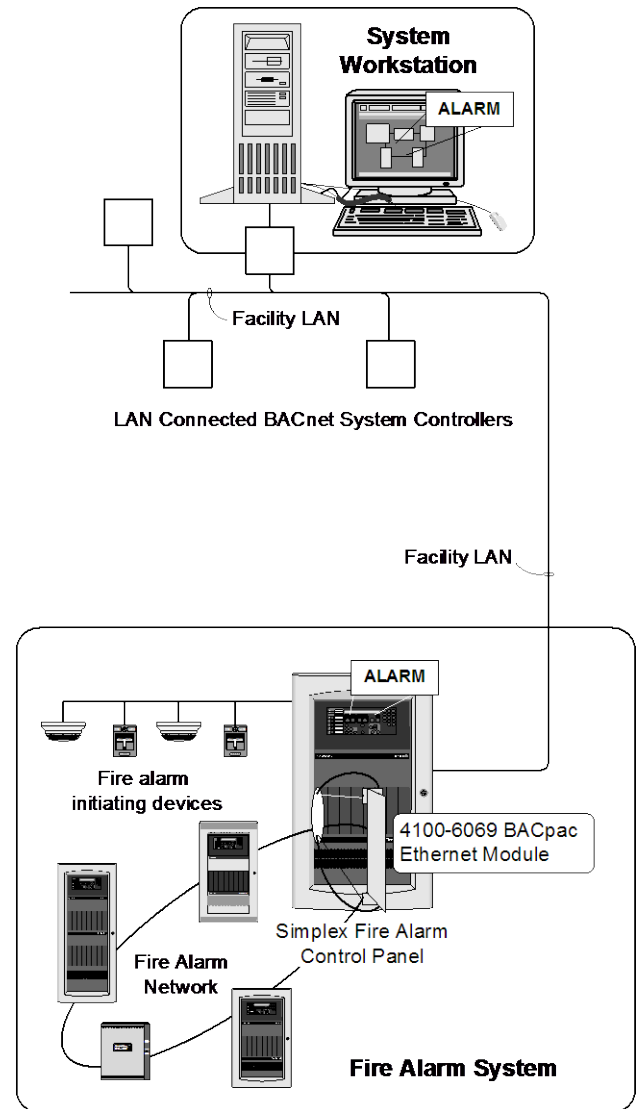 System
Workstation
ALARM
Facility LAN
LAN Connected BACnet System Controllers
Facility LAN
ALARM
Fire alarm
initiating devices
4100-6069 BACpac
Ethernet Module
Simplex Fire Alarm
Control Panel
Fire Alarm
Network
Fire Alarm System